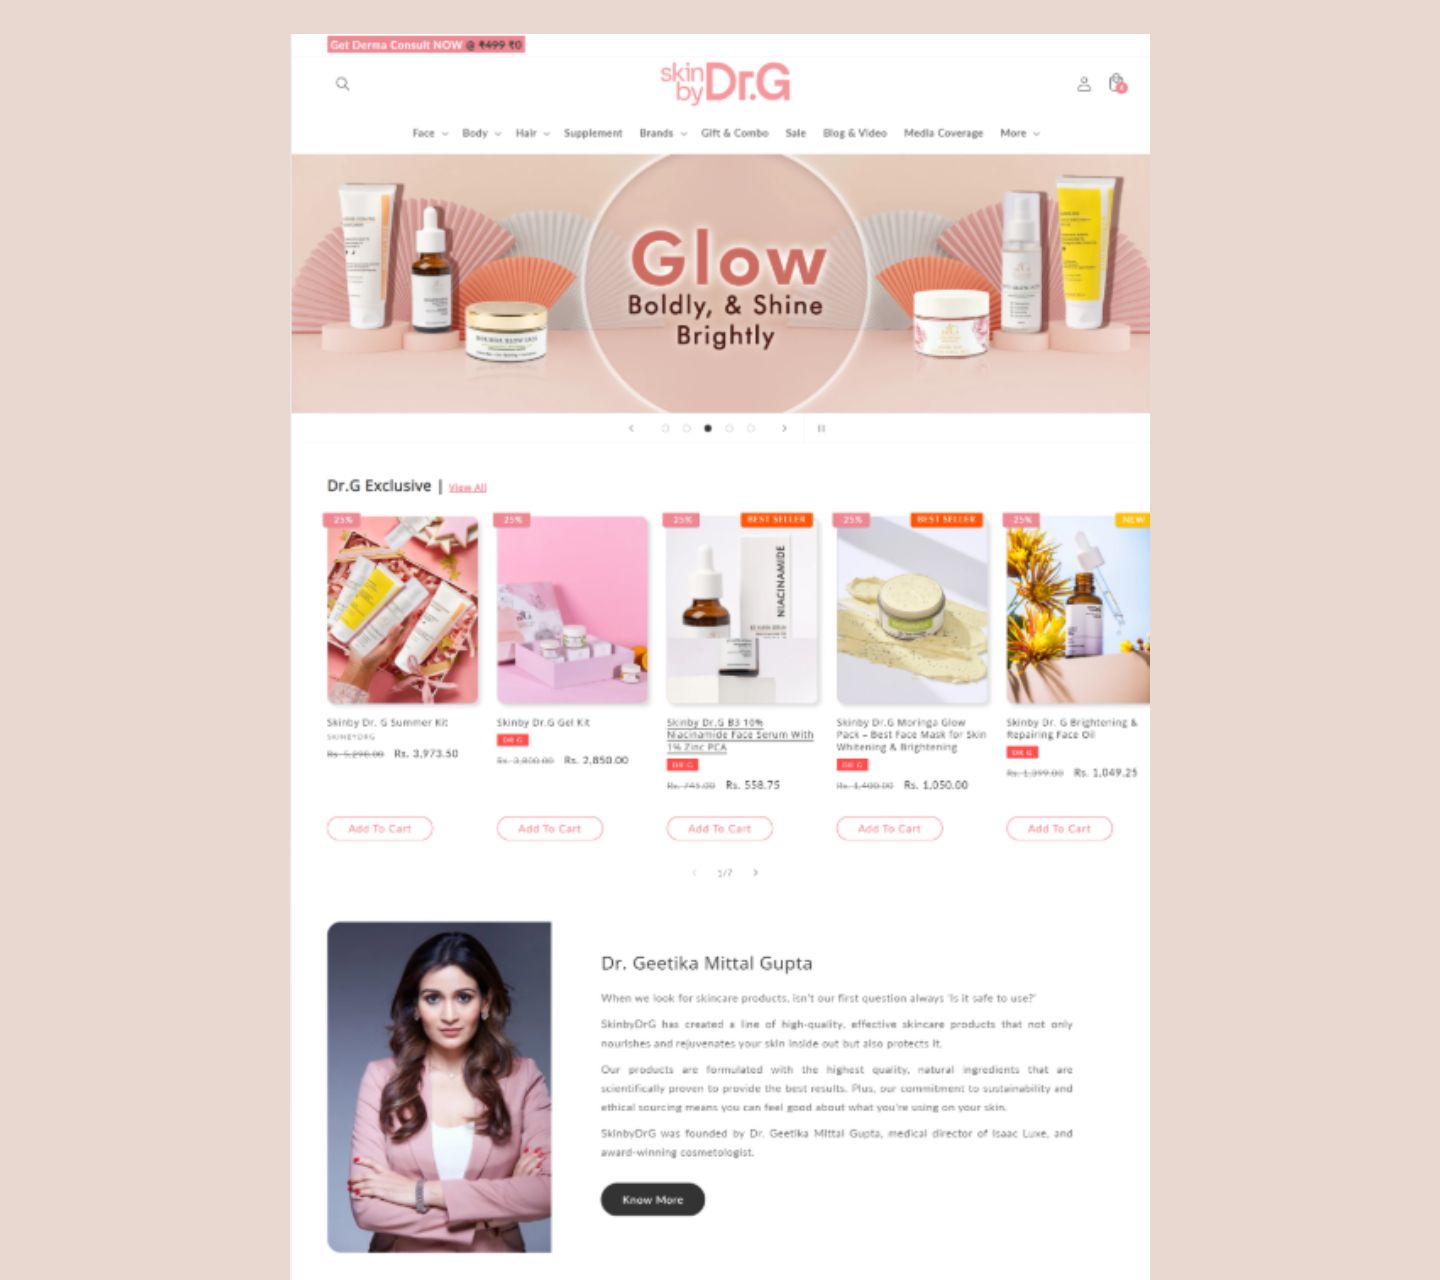 Get Derma Consult NOW @ ₹499 ₹0
skin by Dr.G
Face Body Hair Supplement Brands Gift & Combo Sale Blog & Video Media Coverage More
Glow
Boldly, & Shine
Brightly
Dr.G Exclusive | View All
25%
25%
25%
BEST SELLER
25%
BEST SELLER
25%
NEW
NIACINAMIDE
Skinby Dr. G Summer Kit
SKINBYDRG
Rs. 5,298.00 Rs. 3,973.50
Add To Cart
Skinby Dr.G Gel Kit
DR G
Rs. 3,800.00 Rs. 2,850.00
Add To Cart
Skinby Dr.G B3 10%
Niacinamide Face Serum With
1% Zinc PCA
DR G
Rs. 745.00 Rs. 558.75
Add To Cart
Skinby Dr.G Moringa Glow
Pack – Best Face Mask for Skin
Whitening & Brightening
DR G
Rs. 1,400.00 Rs. 1,050.00
Add To Cart
Skinby Dr. G Brightening &
Repairing Face Oil
DR G
Rs. 1,399.00 Rs. 1,049.25
Add To Cart
1/7
Dr. Geetika Mittal Gupta
When we look for skincare products, isn't our first question always 'Is it safe to use?'
SkinbyDrG has created a line of high-quality, effective skincare products that not only
nourishes and rejuvenates your skin inside out but also protects it.
Our products are formulated with the highest quality, natural ingredients that are
scientifically proven to provide the best results. Plus, our commitment to sustainability and
ethical sourcing means you can feel good about what you're using on your skin.
SkinbyDrG was founded by Dr. Geetika Mittal Gupta, medical director of Isaac Luxe, and
award-winning cosmetologist.
Know More